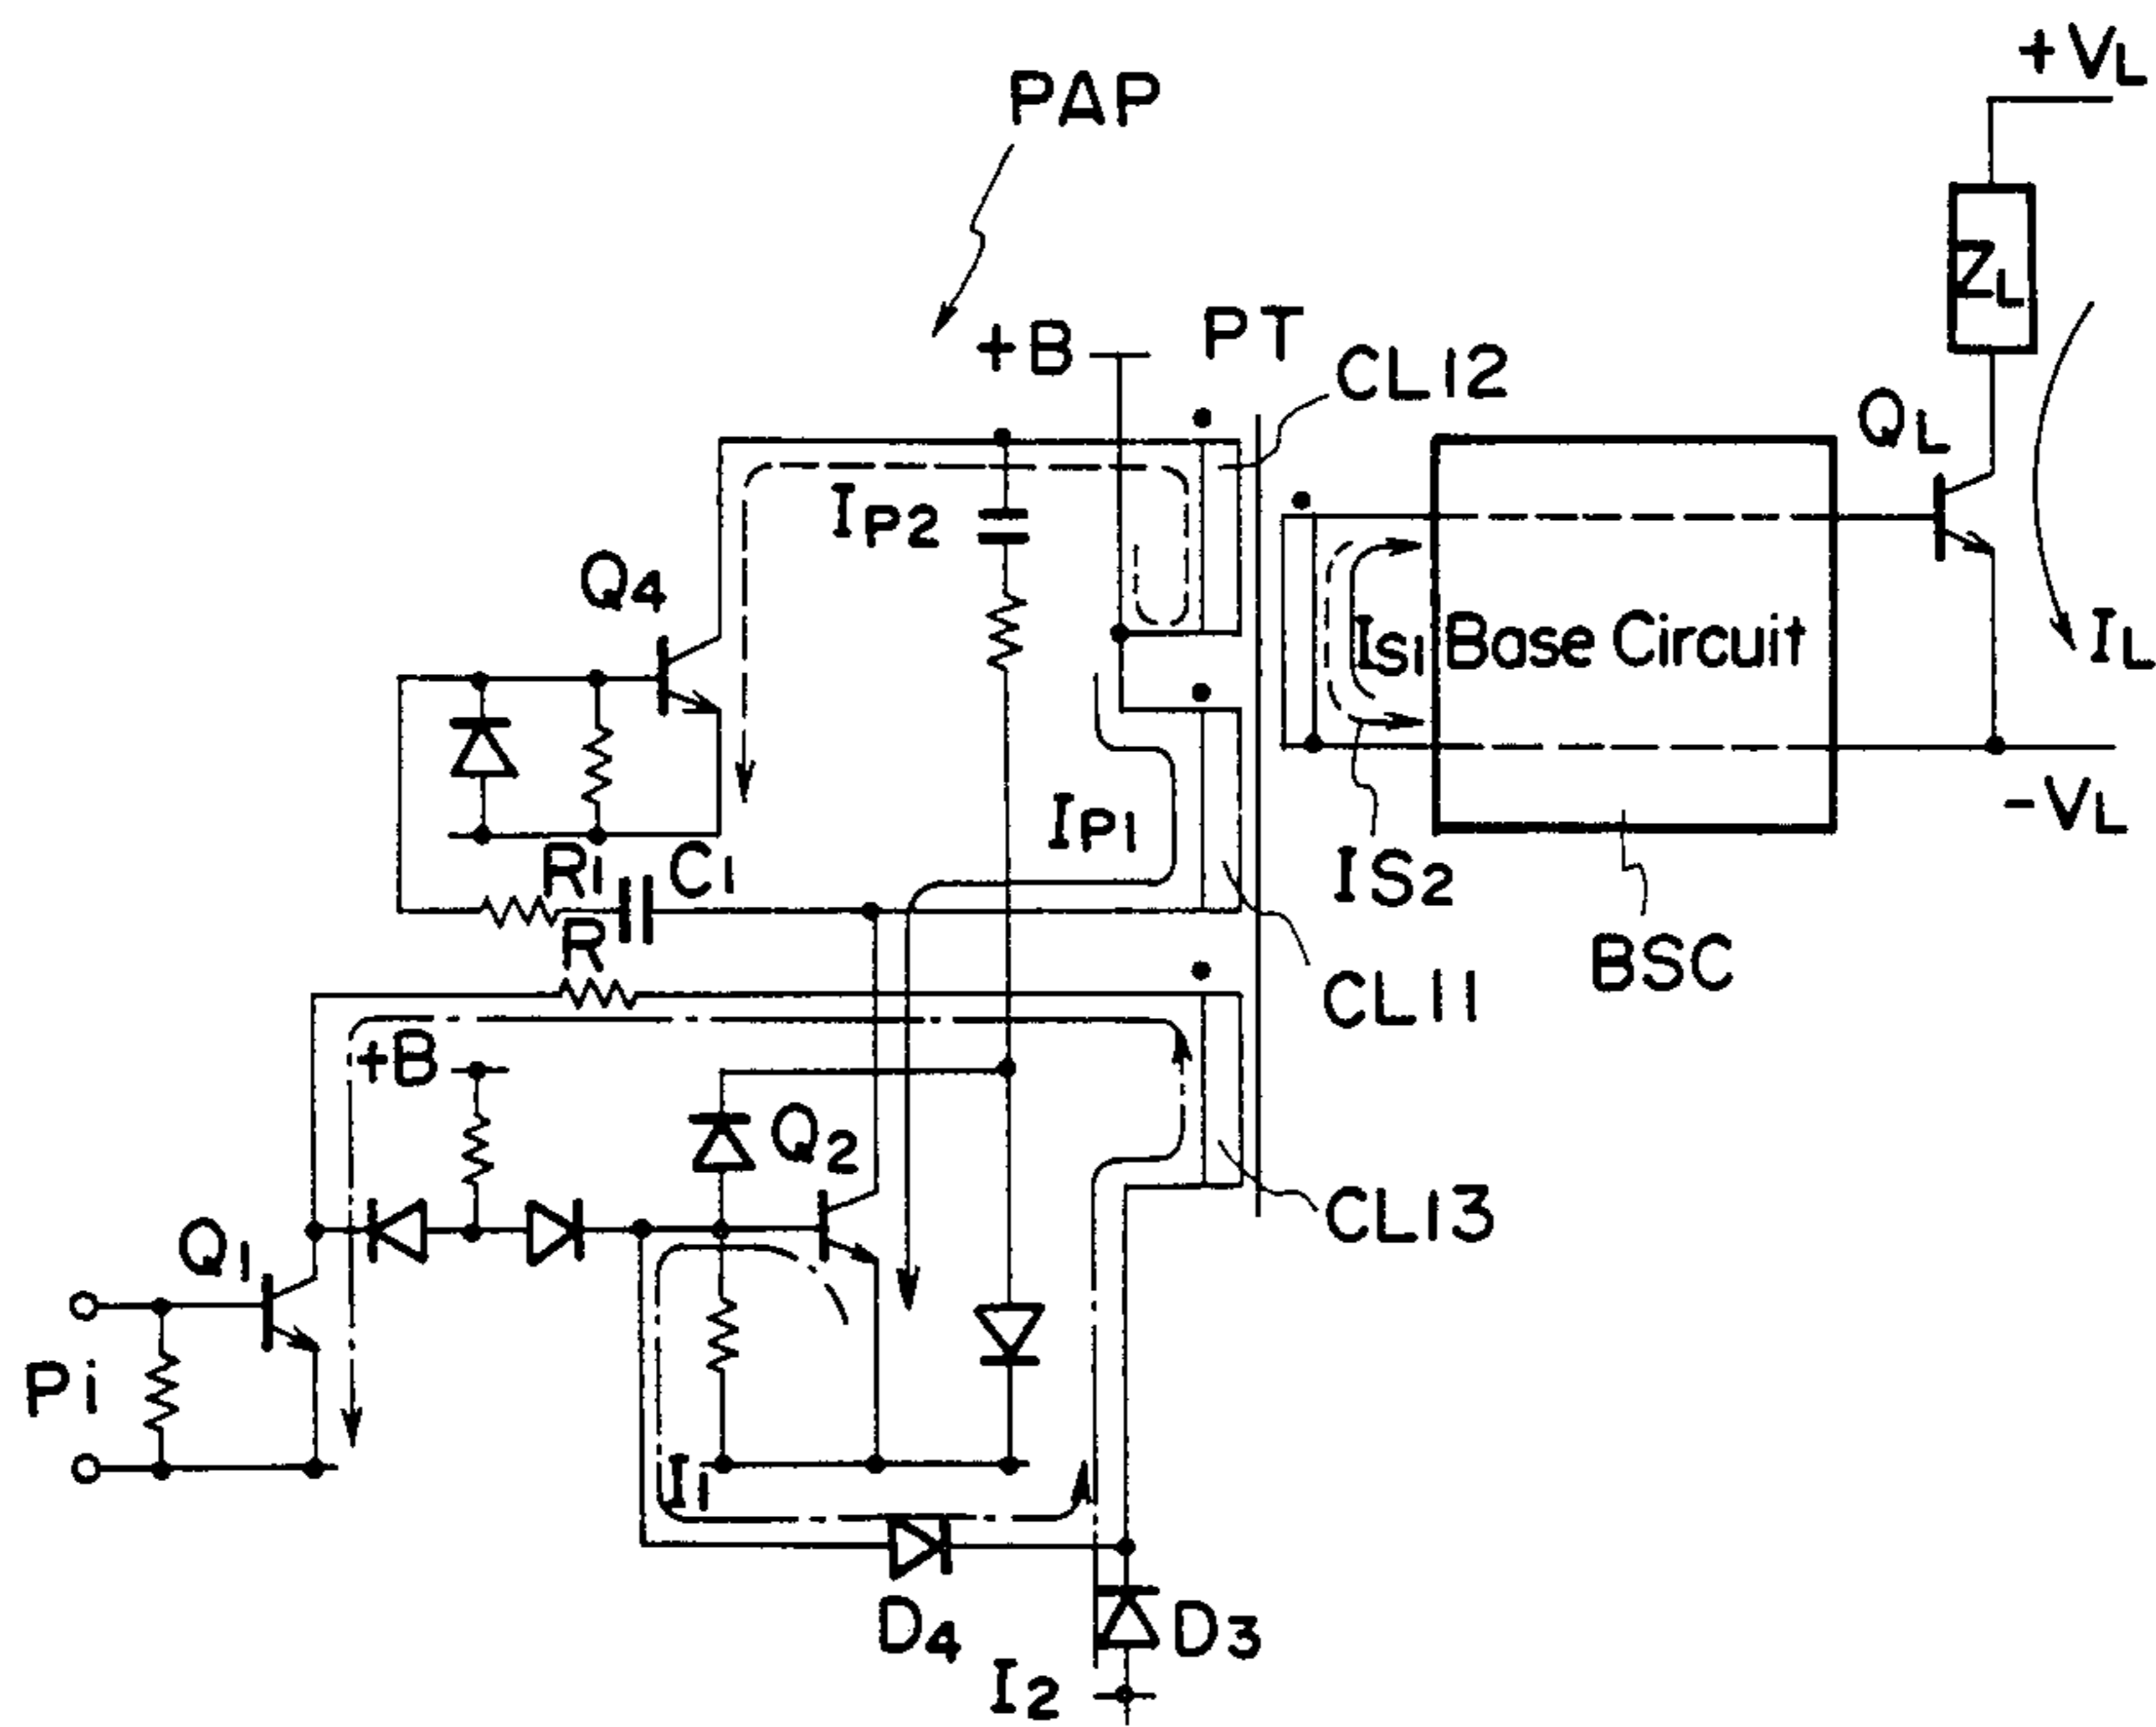 +VL
PAP
ZL
+B
PT
CL12
QL
IP2
Q4
IS1
Base Circuit
IL
IP1
-VL
R1
C1
IS2
R
BSC
CL11
+B
Q2
CL13
Q1
Pi
I1
D4
D3
I2